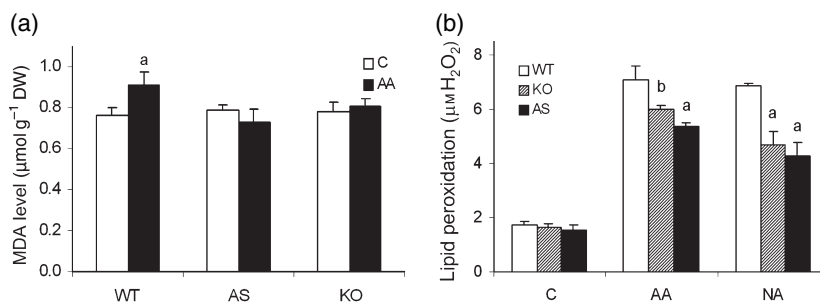 (a)
MDA level (µmol g⁻¹ DW)
1.0
0.8
0.6
0.4
0.2
0.0
a
C
AA
WT AS KO
(b)
Lipid peroxidation (µM H₂O₂)
8
6
4
2
0
WT
KO
AS
b
a
a
a
C AA NA